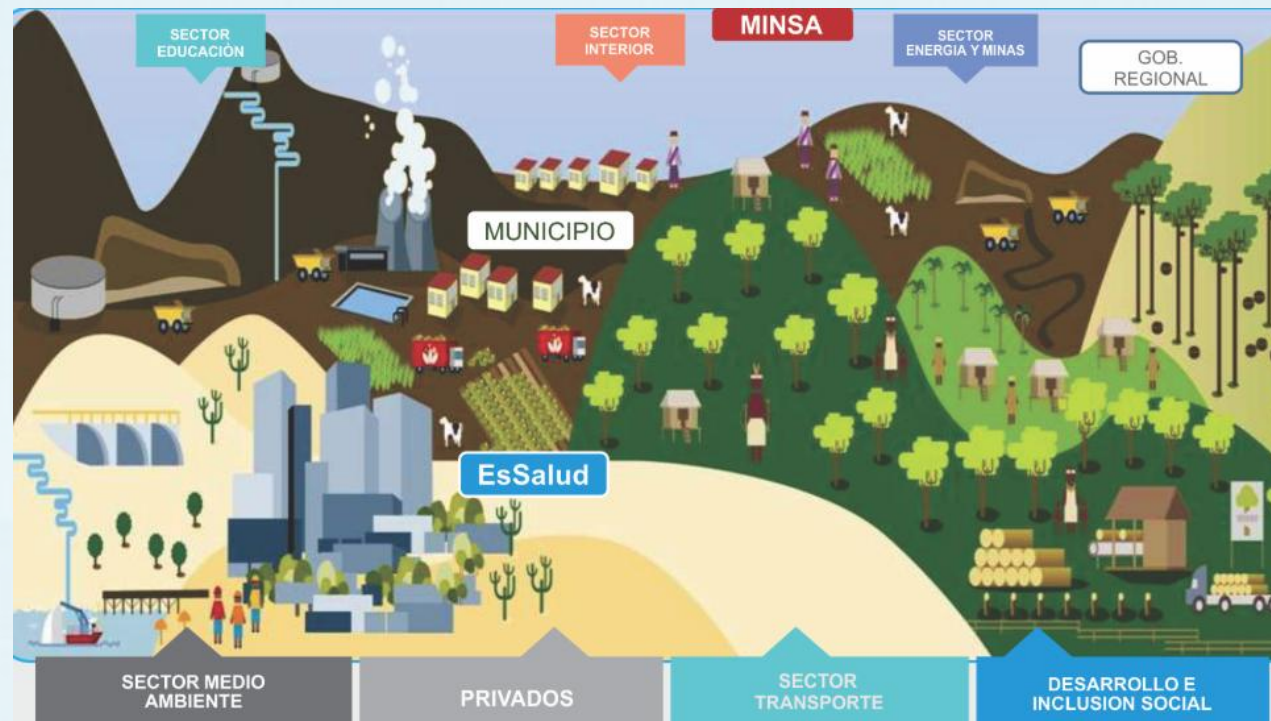 SECTOR
EDUCACIÓN
SECTOR
INTERIOR
MINSA
SECTOR
ENERGIA Y MINAS
GOB.
REGIONAL
MUNICIPIO
EsSalud
SECTOR MEDIO
AMBIENTE
PRIVADOS
SECTOR
TRANSPORTE
DESARROLLO E
INCLUSION SOCIAL